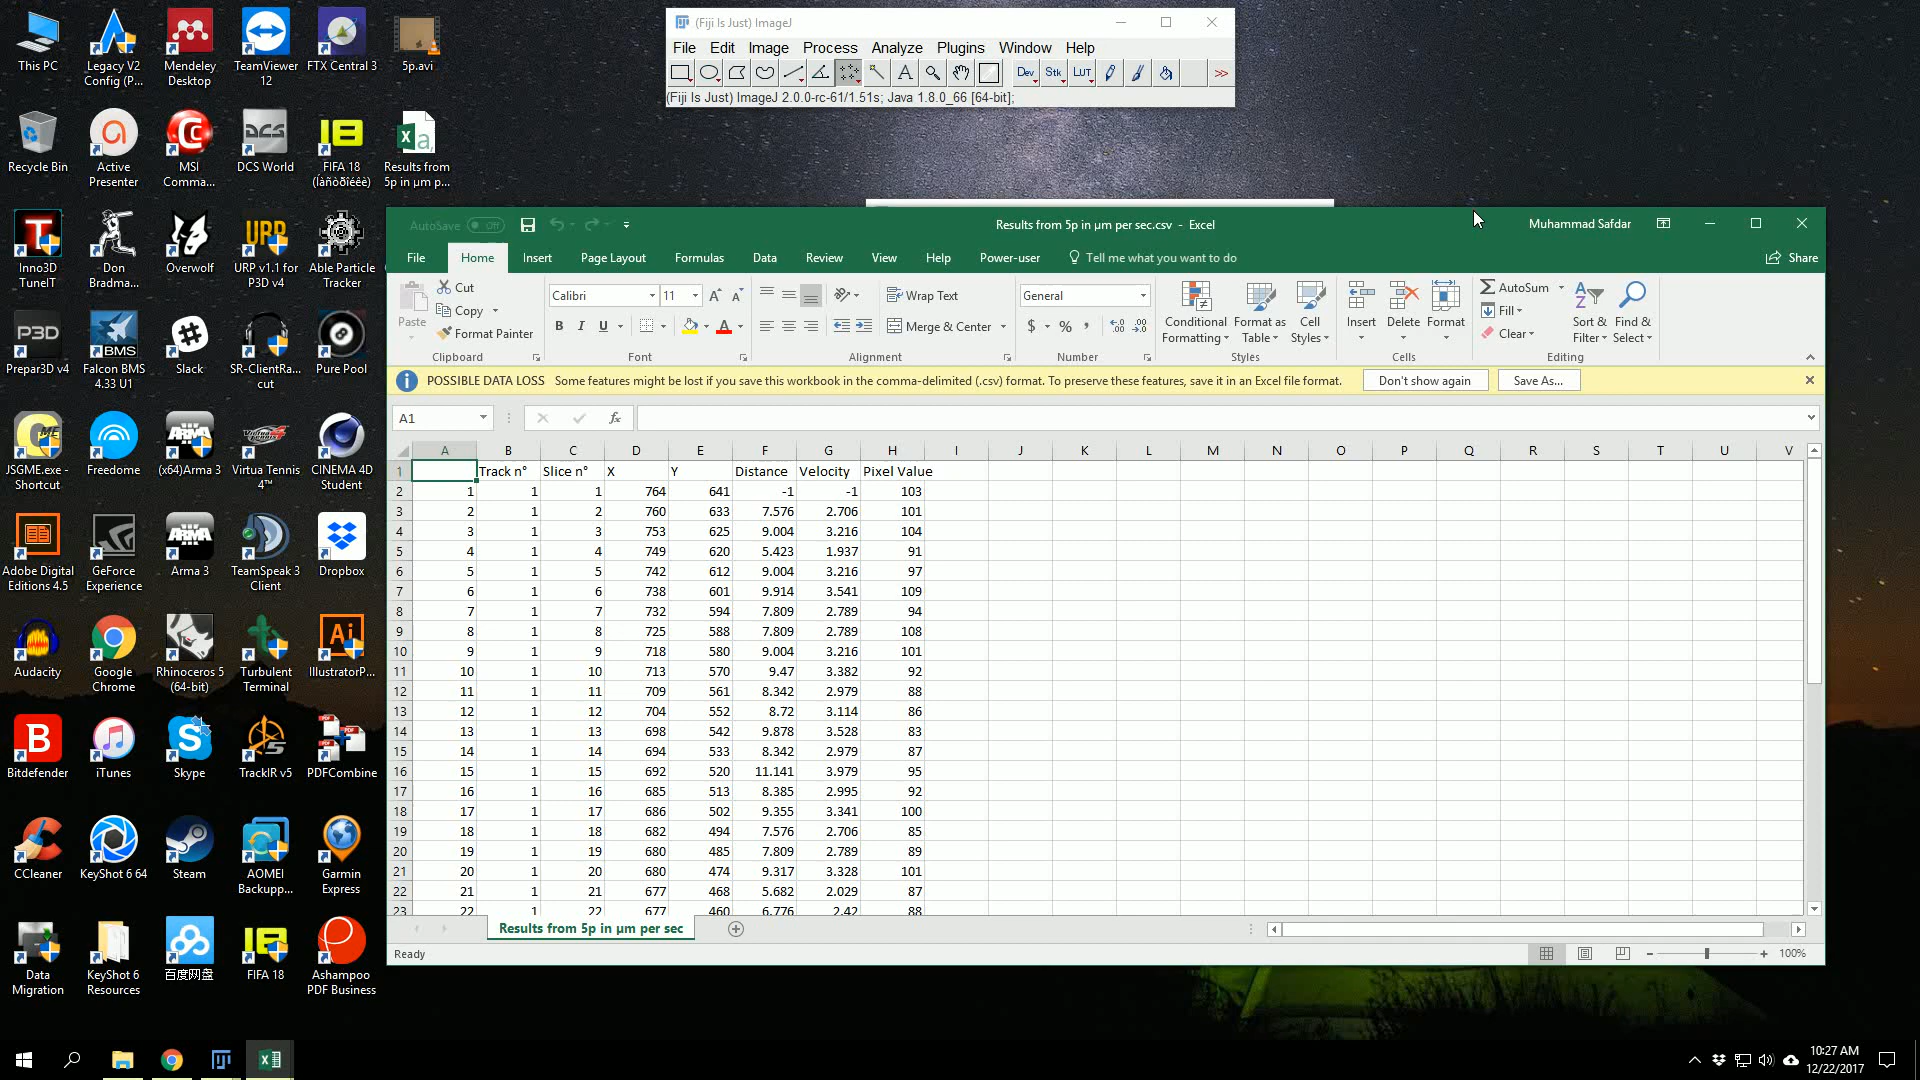 This PC
Legacy V2
Config (P...
Mendeley
Desktop
TeamViewer
12
FTX Central 3
5p.avi
Recycle Bin
Active
Presenter
MSI
Comma...
DCS World
FIFA 18
(Íàñòðîéêè)
Results from
5p in µm p...
Inno3D
TuneIT
Don
Bradma...
Overwolf
URP v1.1 for
P3D v4
Able Particle
Tracker
Prepar3D v4
Falcon BMS
4.33 U1
Slack
SR-ClientRa...
cut
Pure Pool
JSGME.exe -
Shortcut
Freedome
(x64)Arma 3
Virtua Tennis
4™
CINEMA 4D
Student
Adobe Digital
Editions 4.5
GeForce
Experience
Arma 3
TeamSpeak 3
Client
Dropbox
Audacity
Google
Chrome
Rhinoceros 5
(64-bit)
Turbulent
Terminal
IllustratorP...
Bitdefender
iTunes
Skype
TrackIR v5
PDFCombine
CCleaner
KeyShot 6 64
Steam
AOMEI
Backupp...
Garmin
Express
Data
Migration
KeyShot 6
Resources
百度网盘
FIFA 18
Ashampoo
PDF Business
(Fiji Is Just) ImageJ
File Edit Image Process Analyze Plugins Window Help
Dev Stk LUT >>
(Fiji Is Just) ImageJ 2.0.0-rc-61/1.51s; Java 1.8.0_66 [64-bit];
AutoSave Off Results from 5p in µm per sec.csv - Excel Muhammad Safdar
File Home Insert Page Layout Formulas Data Review View Help Power-user Tell me what you want to do Share
Paste Cut
Copy
Format Painter
Clipboard
Calibri 11
B I U
Font
Wrap Text
Merge & Center
Alignment
General
$ % ,
Number
Conditional
Formatting
Format as
Table
Cell
Styles
Styles
Insert Delete Format
Cells
AutoSum
Fill
Clear
Sort &
Filter
Find &
Select
Editing
POSSIBLE DATA LOSS Some features might be lost if you save this workbook in the comma-delimited (.csv) format. To preserve these features, save it in an Excel file format. Don't show again Save As...
A1 fx
A B C D E F G H I J K L M N O P Q R S T U V
1 Track n° Slice n° X Y Distance Velocity Pixel Value
2 1 1 1 764 641 -1 -1 103
3 2 1 2 760 633 7.576 2.706 101
4 3 1 3 753 625 9.004 3.216 104
5 4 1 4 749 620 5.423 1.937 91
6 5 1 5 742 612 9.004 3.216 97
7 6 1 6 738 601 9.914 3.541 109
8 7 1 7 732 594 7.809 2.789 94
9 8 1 8 725 588 7.809 2.789 108
10 9 1 9 718 580 9.004 3.216 101
11 10 1 10 713 570 9.47 3.382 92
12 11 1 11 709 561 8.342 2.979 88
13 12 1 12 704 552 8.72 3.114 86
14 13 1 13 698 542 9.878 3.528 83
15 14 1 14 694 533 8.342 2.979 87
16 15 1 15 692 520 11.141 3.979 95
17 16 1 16 685 513 8.385 2.995 92
18 17 1 17 686 502 9.355 3.341 100
19 18 1 18 682 494 7.576 2.706 85
20 19 1 19 680 485 7.809 2.789 89
21 20 1 20 680 474 9.317 3.328 101
22 21 1 21 677 468 5.682 2.029 87
23 22 1 22 677 460 6.776 2.42 88
Results from 5p in µm per sec
Ready 100%
10:27 AM
12/22/2017